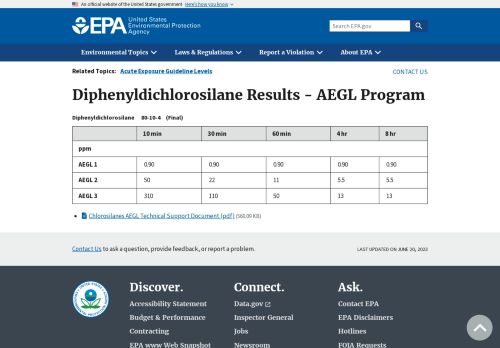 An official website of the United States government Here's how you know
EPA United States
Environmental Protection
Agency
Search EPA.gov
Environmental Topics Laws & Regulations Report a Violation About EPA
Related Topics: Acute Exposure Guideline Levels
CONTACT US
Diphenyldichlorosilane Results - AEGL Program
Diphenyldichlorosilane 80-10-4 (Final)
10 min 30 min 60 min 4 hr 8 hr
ppm
AEGL 1 0.90 0.90 0.90 0.90 0.90
AEGL 2 50 22 11 5.5 5.5
AEGL 3 310 110 50 13 13
Chlorosilanes AEGL Technical Support Document (pdf) (560.09 KB)
Contact Us to ask a question, provide feedback, or report a problem.
LAST UPDATED ON JUNE 20, 2023
Discover. Connect. Ask.
Accessibility Statement Data.gov Contact EPA
Budget & Performance Inspector General EPA Disclaimers
Contracting Jobs Hotlines
EPA www Web Snapshot Newsroom FOIA Requests